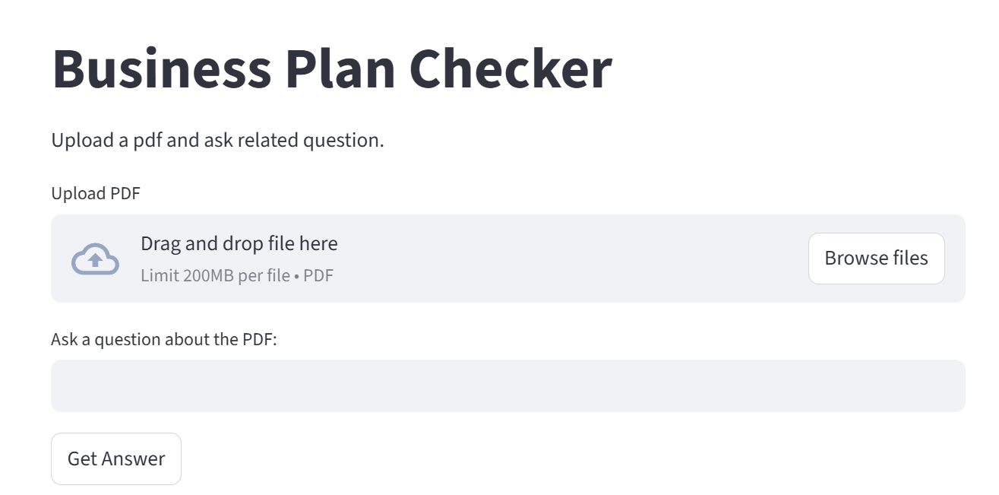 Business Plan Checker
Upload a pdf and ask related question.
Upload PDF
Drag and drop file here
Limit 200MB per file • PDF
Browse files
Ask a question about the PDF:
Get Answer